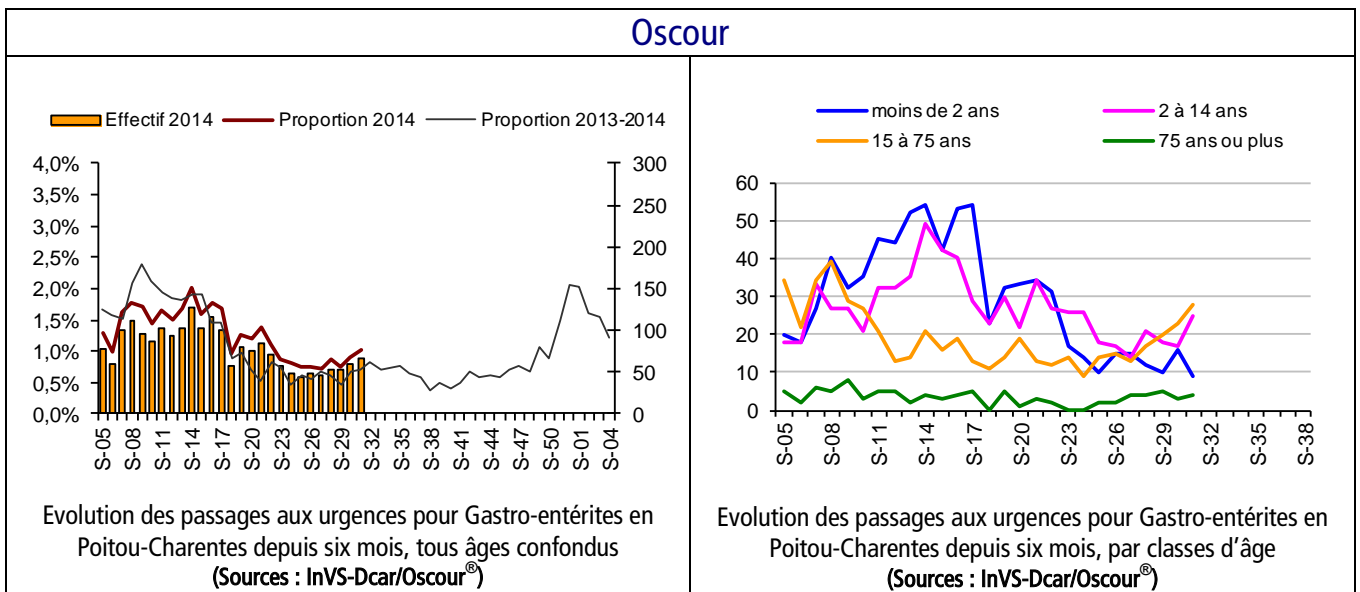 Oscour
Effectif 2014 Proportion 2014 Proportion 2013-2014
4,0%
3,5%
3,0%
2,5%
2,0%
1,5%
1,0%
0,5%
0,0%
300
250
200
150
100
50
0
S-05 S-08 S-11 S-14 S-17 S-20 S-23 S-26 S-29 S-32 S-35 S-38 S-41 S-44 S-47 S-50 S-01 S-04
Evolution des passages aux urgences pour Gastro-entérites en
Poitou-Charentes depuis six mois, tous âges confondus
(Sources : InVS-Dcar/Oscour®)
moins de 2 ans 2 à 14 ans
15 à 75 ans 75 ans ou plus
60
50
40
30
20
10
0
S-05 S-08 S-11 S-14 S-17 S-20 S-23 S-26 S-29 S-32 S-35 S-38
Evolution des passages aux urgences pour Gastro-entérites en
Poitou-Charentes depuis six mois, par classes d’âge
(Sources : InVS-Dcar/Oscour®)